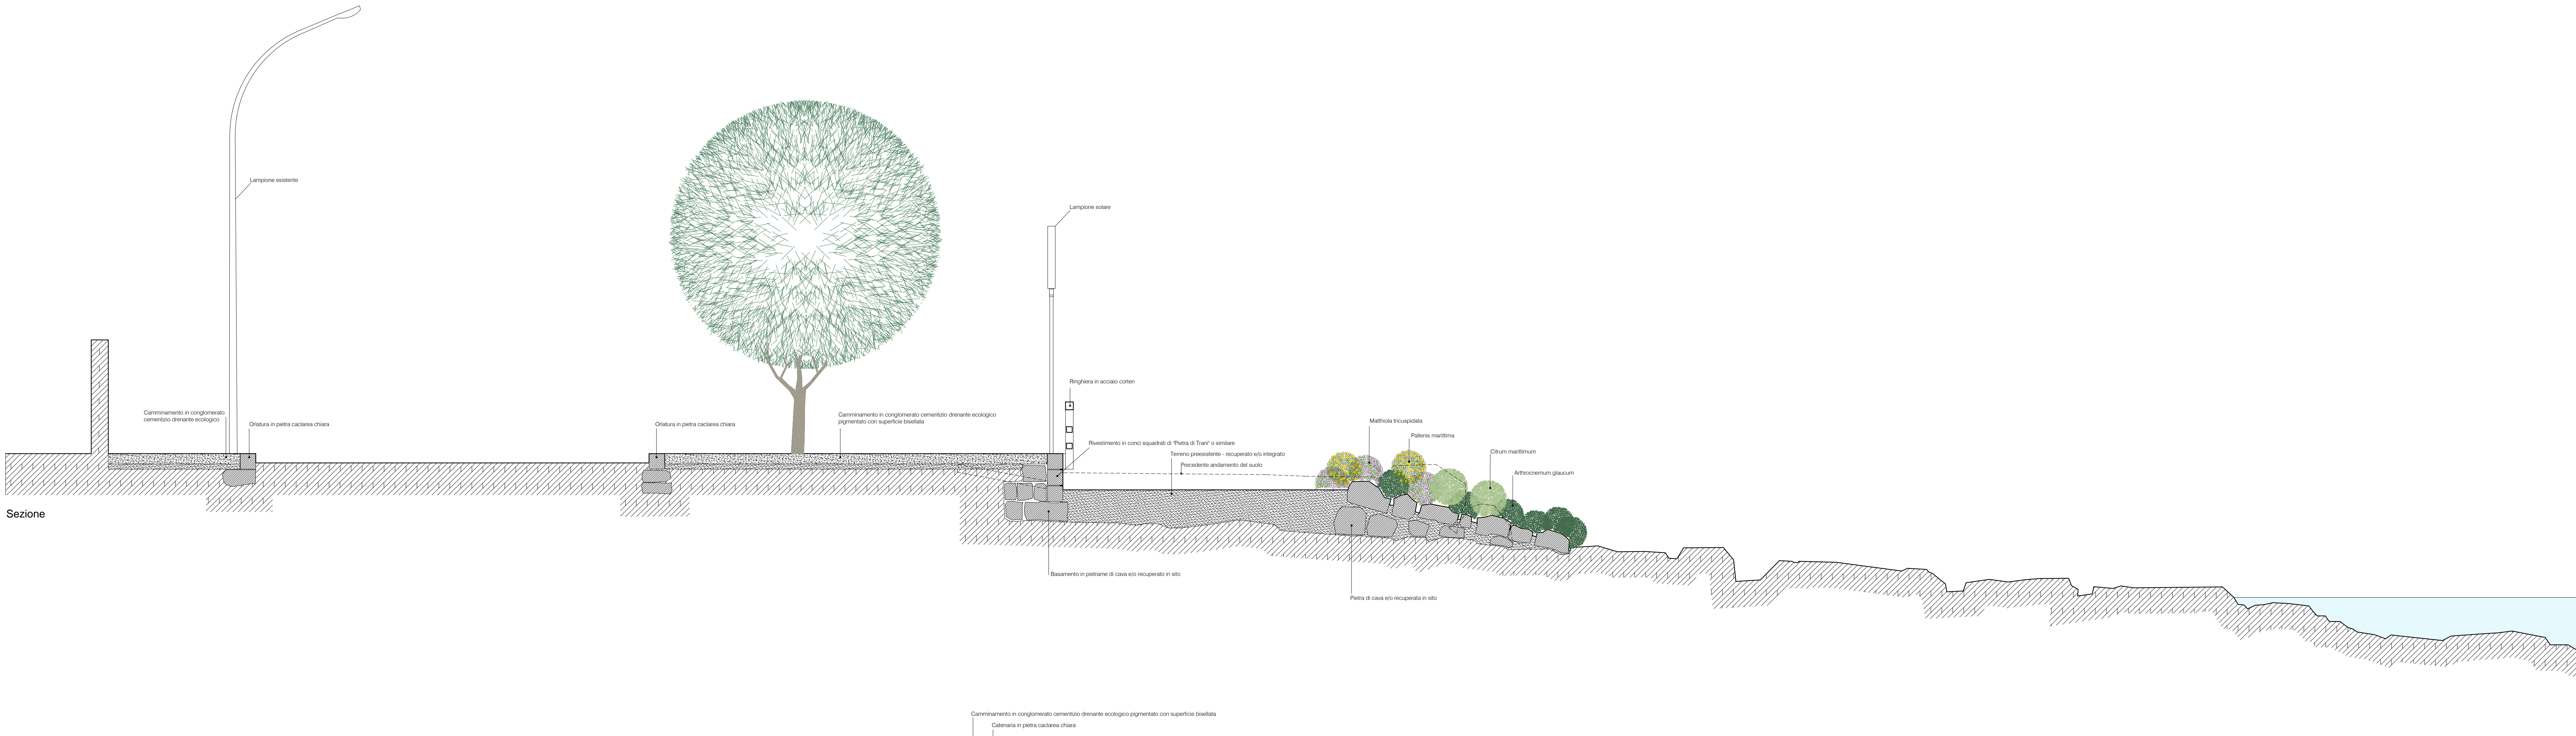 Lampione esistente
Lampione solare
Ringhiera in acciaio corten
Camminamento in conglomerato
cementizio drenante ecologico
Orlatura in pietra caclarea chiara
Orlatura in pietra caclarea chiara
Camminamento in conglomerato cementizio drenante ecologico
pigmentato con superficie bisellata
Rivestimento in conci squadrati di "Pietra di Trani" o similare
Terreno preesistente - recuperato e/o integrato
Precedente andamento del suolo
Matthiola tricuspidata
Pallenis marittima
Citrum marittimum
Arthrocnemum glaucum
Sezione
Basamento in pietrame di cava e/o recuperato in sito
Pietra di cava e/o recuperata in sito
Camminamento in conglomerato cementizio drenante ecologico pigmentato con superficie bisellata
Catenaria in pietra caclarea chiara